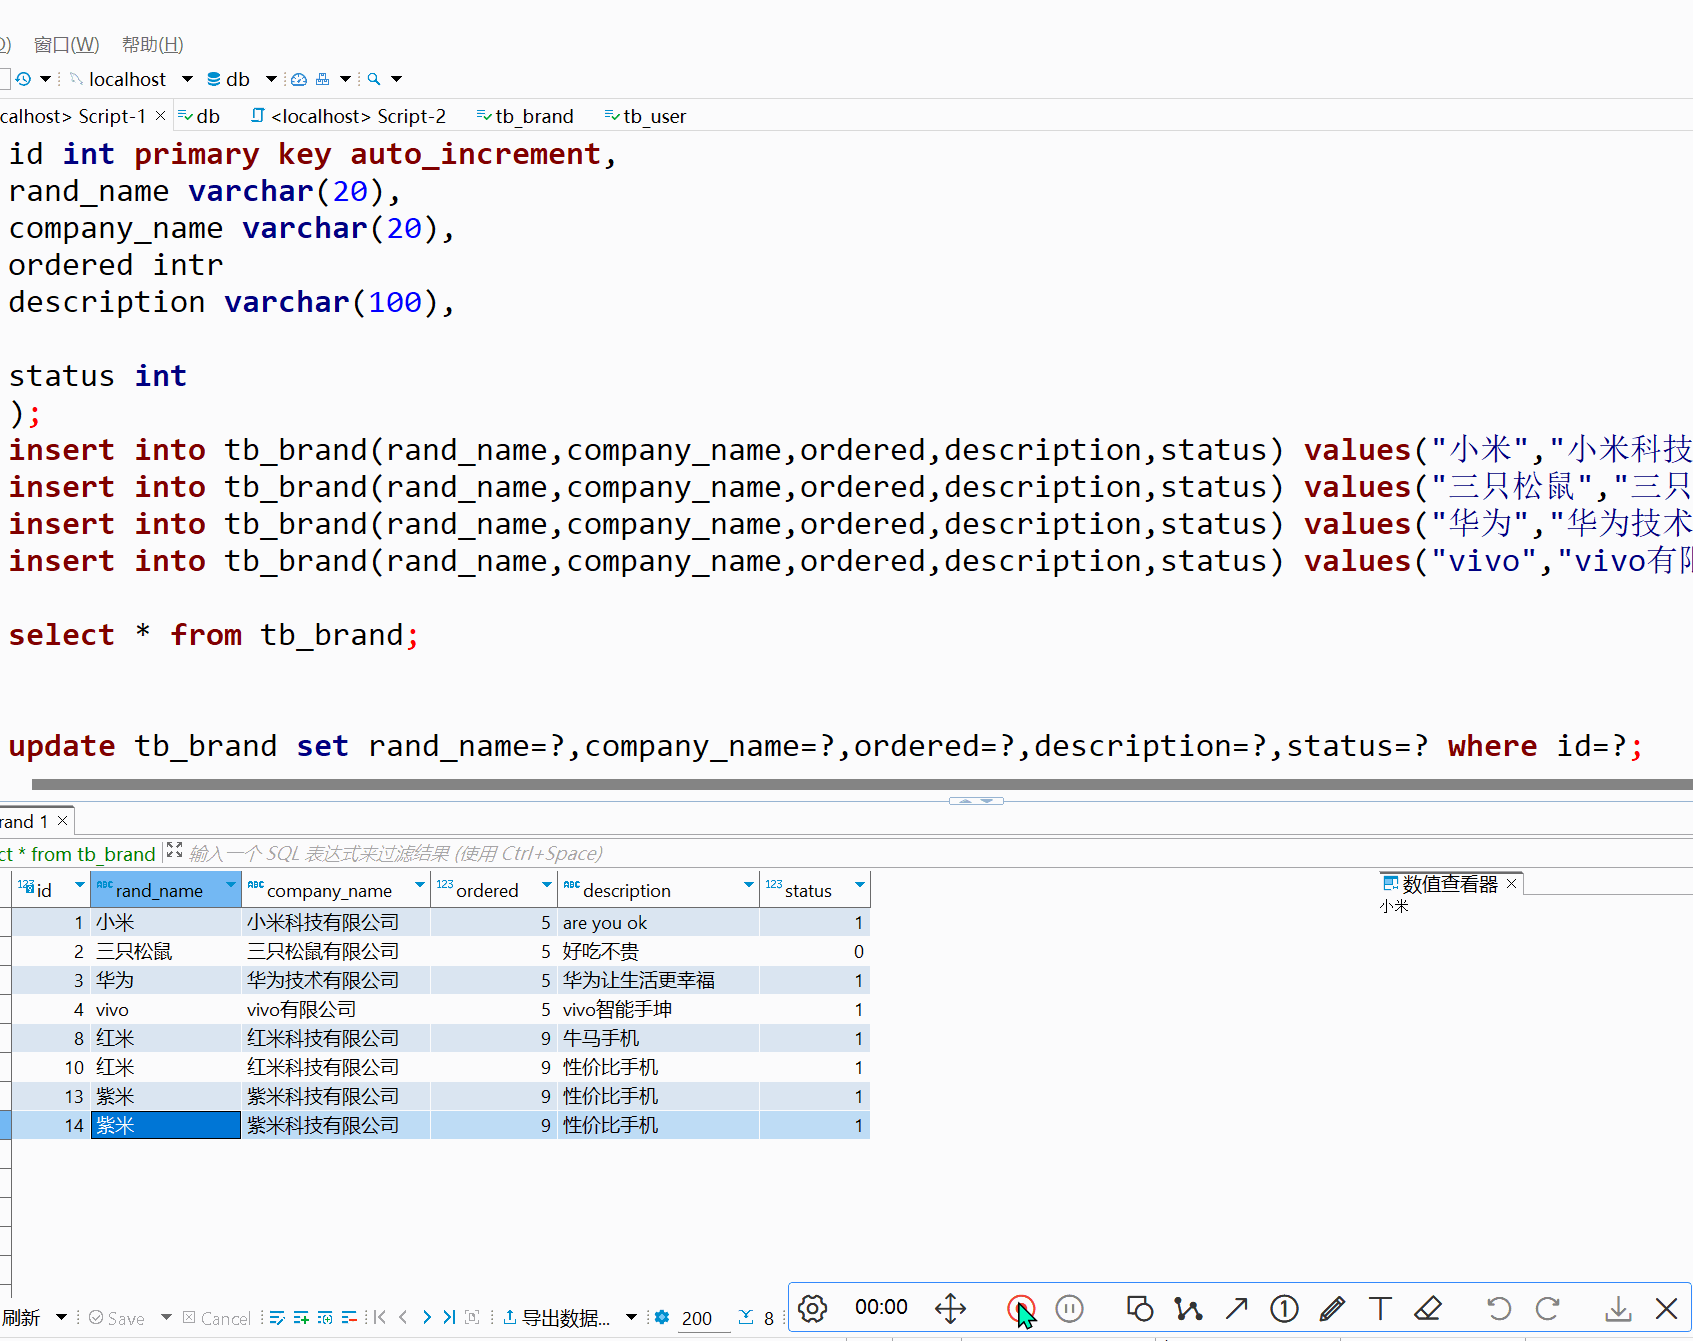 窗口(W) 帮助(H)
localhost db
calhost> Script-1 db <localhost> Script-2 tb_brand tb_user
id int primary key auto_increment,
rand_name varchar(20),
company_name varchar(20),
ordered intr
description varchar(100),
status int
);
insert into tb_brand(rand_name,company_name,ordered,description,status) values("小米","小米科技
insert into tb_brand(rand_name,company_name,ordered,description,status) values("三只松鼠","三只
insert into tb_brand(rand_name,company_name,ordered,description,status) values("华为","华为技术
insert into tb_brand(rand_name,company_name,ordered,description,status) values("vivo","vivo有限
select * from tb_brand;
update tb_brand set rand_name=?,company_name=?,ordered=?,description=?,status=? where id=?;
rand 1
ct * from tb_brand 输入一个 SQL 表达式来过滤结果 (使用 Ctrl+Space)
123 id ABC rand_name ABC company_name 123 ordered ABC description 123 status
数值查看器
小米
1 小米 小米科技有限公司 5 are you ok 1
2 三只松鼠 三只松鼠有限公司 5 好吃不贵 0
3 华为 华为技术有限公司 5 华为让生活更幸福 1
4 vivo vivo有限公司 5 vivo智能手坤 1
8 红米 红米科技有限公司 9 牛马手机 1
10 红米 红米科技有限公司 9 性价比手机 1
13 紫米 紫米科技有限公司 9 性价比手机 1
14 紫米 紫米科技有限公司 9 性价比手机 1
刷新 Save Cancel 导出数据... 200 8 00:00 1 T